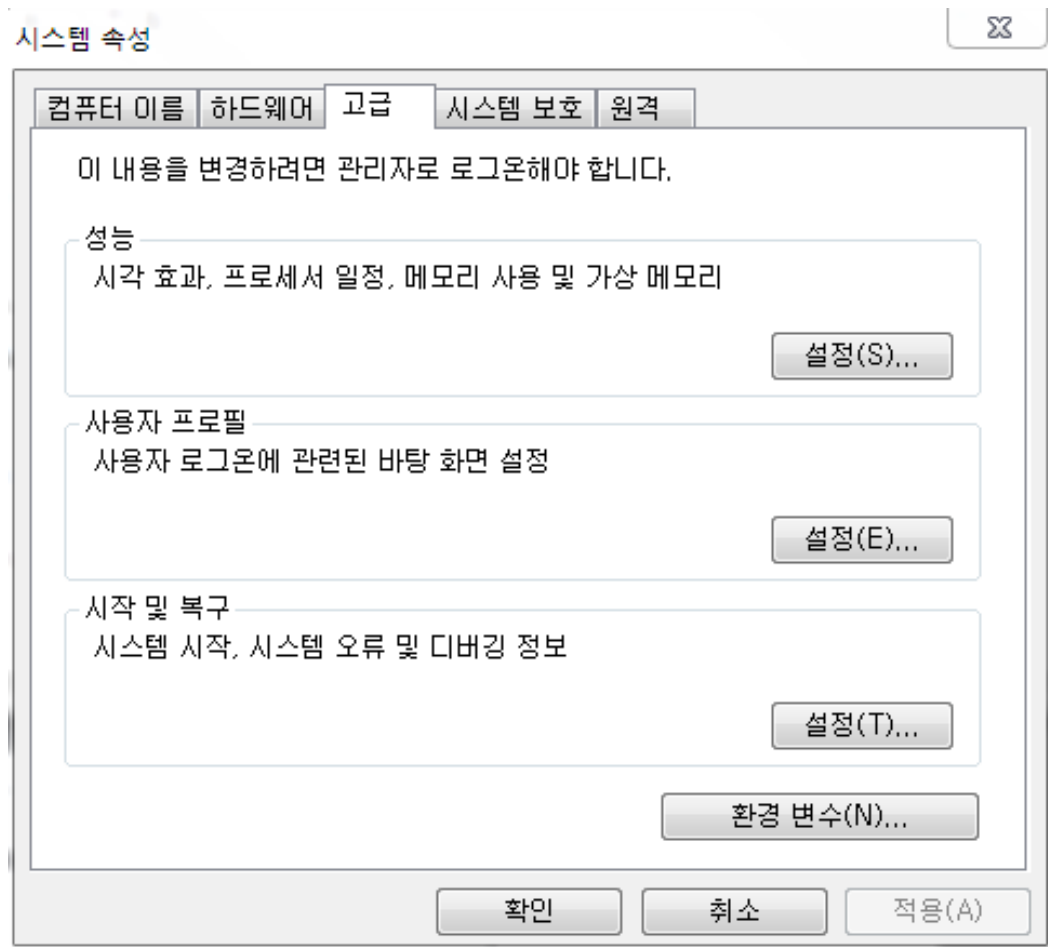 시스템 속성
컴퓨터 이름 하드웨어 고급 시스템 보호 원격
이 내용을 변경하려면 관리자로 로그온해야 합니다.
성능
시각 효과, 프로세서 일정, 메모리 사용 및 가상 메모리
설정(S)...
사용자 프로필
사용자 로그온에 관련된 바탕 화면 설정
설정(E)...
시작 및 복구
시스템 시작, 시스템 오류 및 디버깅 정보
설정(T)...
환경 변수(N)...
확인 취소 적용(A)